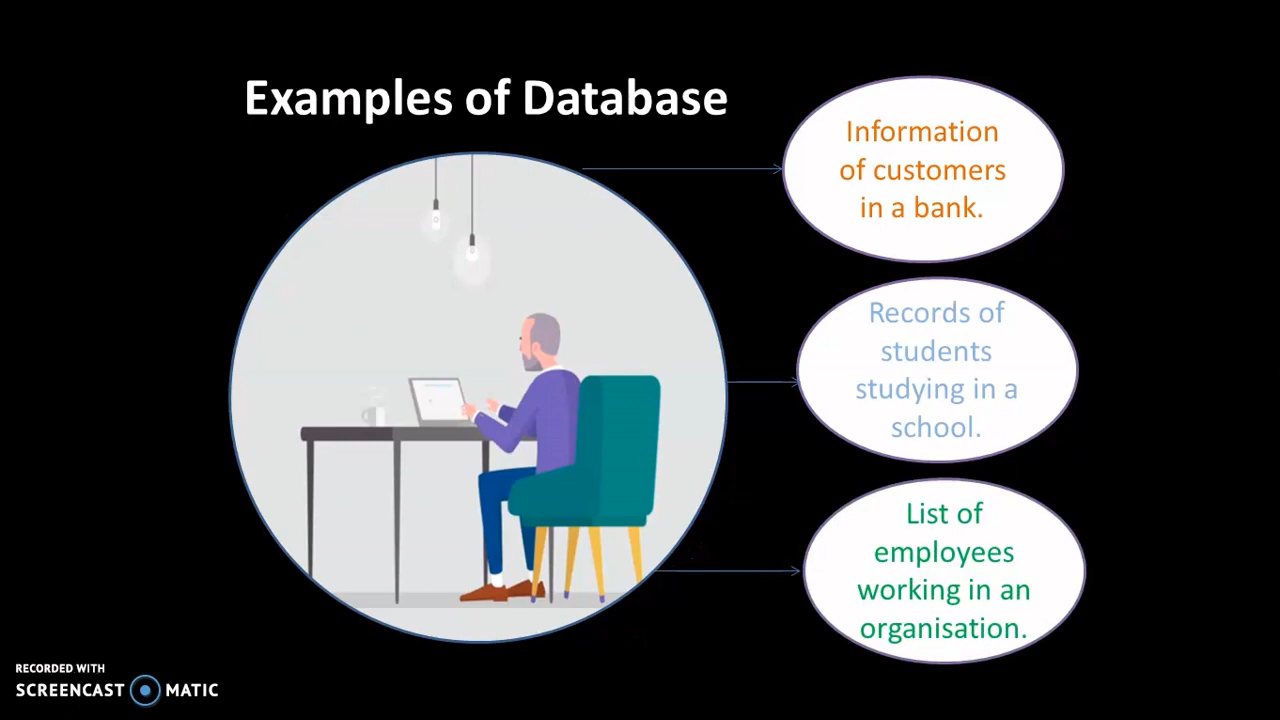 Examples of Database
Information
of customers
in a bank.
Records of
students
studying in a
school.
List of
employees
working in an
organisation.
RECORDED WITH
SCREENCAST MATIC